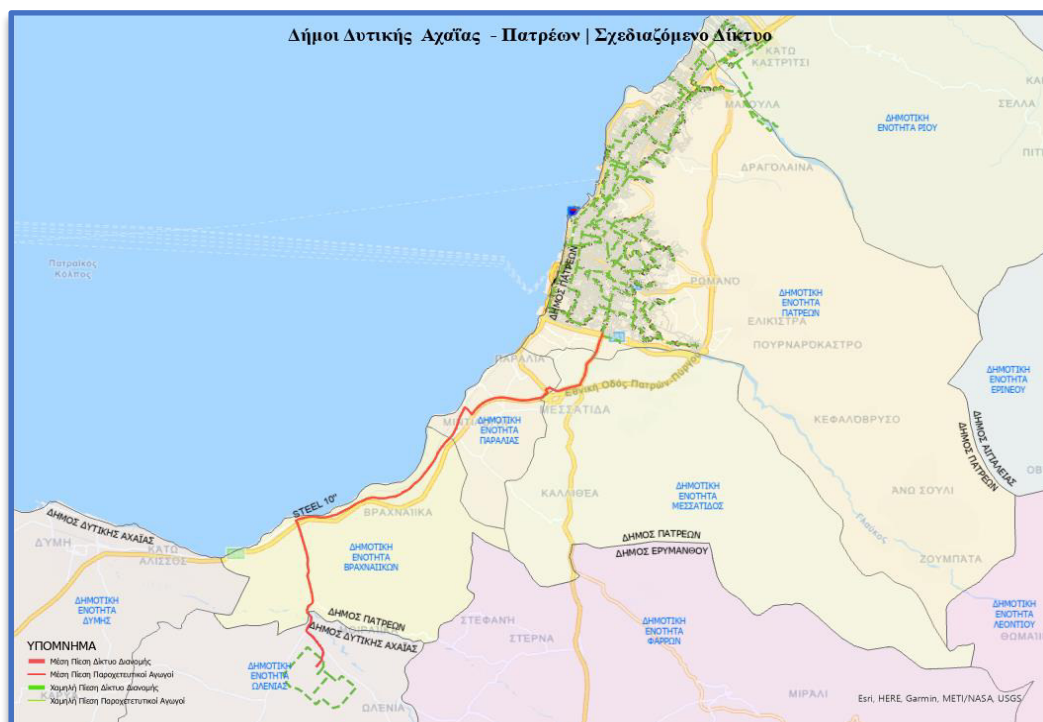 Δήμοι Δυτικής Αχαΐας - Πατρέων | Σχεδιαζόμενο Δίκτυο
ΚΑΤΩ
ΚΑΣΤΡΙΤΣΙ
ΣΕΛΛΑ
ΔΗΜΟΤΙΚΗ
ΕΝΟΤΗΤΑ ΡΙΟΥ
ΔΡΑΓΟΛΑΙΝΑ
Πατραϊκός
Κόλπος
ΔΗΜΟΣ ΠΑΤΡΕΩΝ
ΡΩΜΑΝΟ
ΔΗΜΟΤΙΚΗ
ΕΝΟΤΗΤΑ
ΠΑΤΡΕΩΝ
ΕΛΙΚΙΣΤΡΑ
ΠΟΥΡΝΑΡΟΚΑΣΤΡΟ
ΠΑΡΑΛΙΑ
Εθνική Οδός Πατρών-Πύργου
ΔΗΜΟΤΙΚΗ
ΕΝΟΤΗΤΑ
ΕΡΙΝΕΟΥ
ΜΕΣΣΑΤΙΔΑ
ΔΗΜΟΤΙΚΗ
ΕΝΟΤΗΤΑ
ΠΑΡΑΛΙΑΣ
ΚΕΦΑΛΟΒΡΥΣΟ
ΔΗΜΟΣ ΑΙΓΙΑΛΕΙΑΣ
ΔΗΜΟΣ ΠΑΤΡΕΩΝ
ΚΑΛΛΙΘΕΑ
ΔΗΜΟΤΙΚΗ
ΕΝΟΤΗΤΑ
ΜΕΣΣΑΤΙΔΟΣ
ΑΝΩ ΣΟΥΛΙ
Γλαύκος
STEEL 10"
ΒΡΑΧΝΑΙΙΚΑ
ΔΗΜΟΣ ΔΥΤΙΚΗΣ ΑΧΑΪΑΣ
ΔΥΜΗ
ΚΑΤΩ
ΑΛΙΣΣΟΣ
ΔΗΜΟΤΙΚΗ
ΕΝΟΤΗΤΑ
ΒΡΑΧΝΑΙΙΚΩΝ
ΔΗΜΟΣ ΠΑΤΡΕΩΝ
ΔΗΜΟΣ ΕΡΥΜΑΝΘΟΥ
ΖΟΥΜΠΑΤΑ
ΔΗΜΟΤΙΚΗ
ΕΝΟΤΗΤΑ
ΔΥΜΗΣ
ΔΗΜΟΣ ΠΑΤΡΕΩΝ
ΔΗΜΟΣ ΔΥΤΙΚΗΣ ΑΧΑΪΑΣ
ΣΤΕΦΑΝΗ
ΣΤΕΡΝΑ
ΔΗΜΟΤΙΚΗ
ΕΝΟΤΗΤΑ
ΦΑΡΡΩΝ
ΔΗΜΟΤΙΚΗ
ΕΝΟΤΗΤΑ
ΛΕΟΝΤΙΟΥ
ΔΗΜΟΤΙΚΗ
ΕΝΟΤΗΤΑ
ΩΛΕΝΙΑΣ
ΩΛΕΝΙΑ
ΜΙΡΑΛΙ
ΥΠΟΜΝΗΜΑ
Μέση Πίεση Δίκτυο Διανομής
Μέση Πίεση Παροχετευτικοί Αγωγοί
Χαμηλή Πίεση Δίκτυο Διανομής
Χαμηλή Πίεση Παροχετευτικοί Αγωγοί
Esri, HERE, Garmin, METI/NASA, USGS